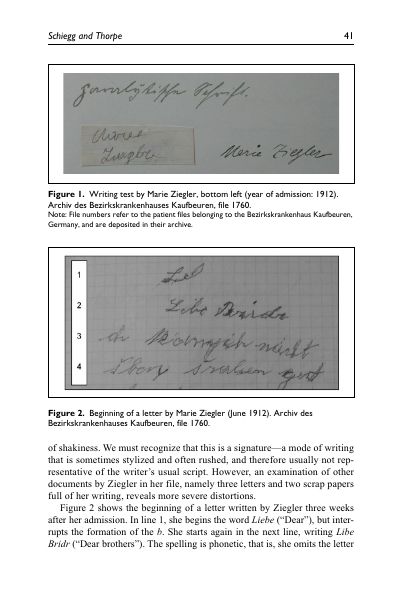 Schiegg and Thorpe
41
Schrift.
Marie
Ziegler
Marie Ziegler
Figure 1. Writing test by Marie Ziegler, bottom left (year of admission: 1912).
Archiv des Bezirkskrankenhauses Kaufbeuren, file 1760.
Note: File numbers refer to the patient files belonging to the Bezirkskrankenhaus Kaufbeuren,
Germany, and are deposited in their archive.
1 Lieb
2 Libe Bridr
3
4
Figure 2. Beginning of a letter by Marie Ziegler (June 1912). Archiv des
Bezirkskrankenhauses Kaufbeuren, file 1760.
of shakiness. We must recognize that this is a signature—a mode of writing
that is sometimes stylized and often rushed, and therefore usually not rep-
resentative of the writer's usual script. However, an examination of other
documents by Ziegler in her file, namely three letters and two scrap papers
full of her writing, reveals more severe distortions.
Figure 2 shows the beginning of a letter written by Ziegler three weeks
after her admission. In line 1, she begins the word Liebe (“Dear”), but inter-
rupts the formation of the b. She starts again in the next line, writing Libe
Bridr (“Dear brothers”). The spelling is phonetic, that is, she omits the letter